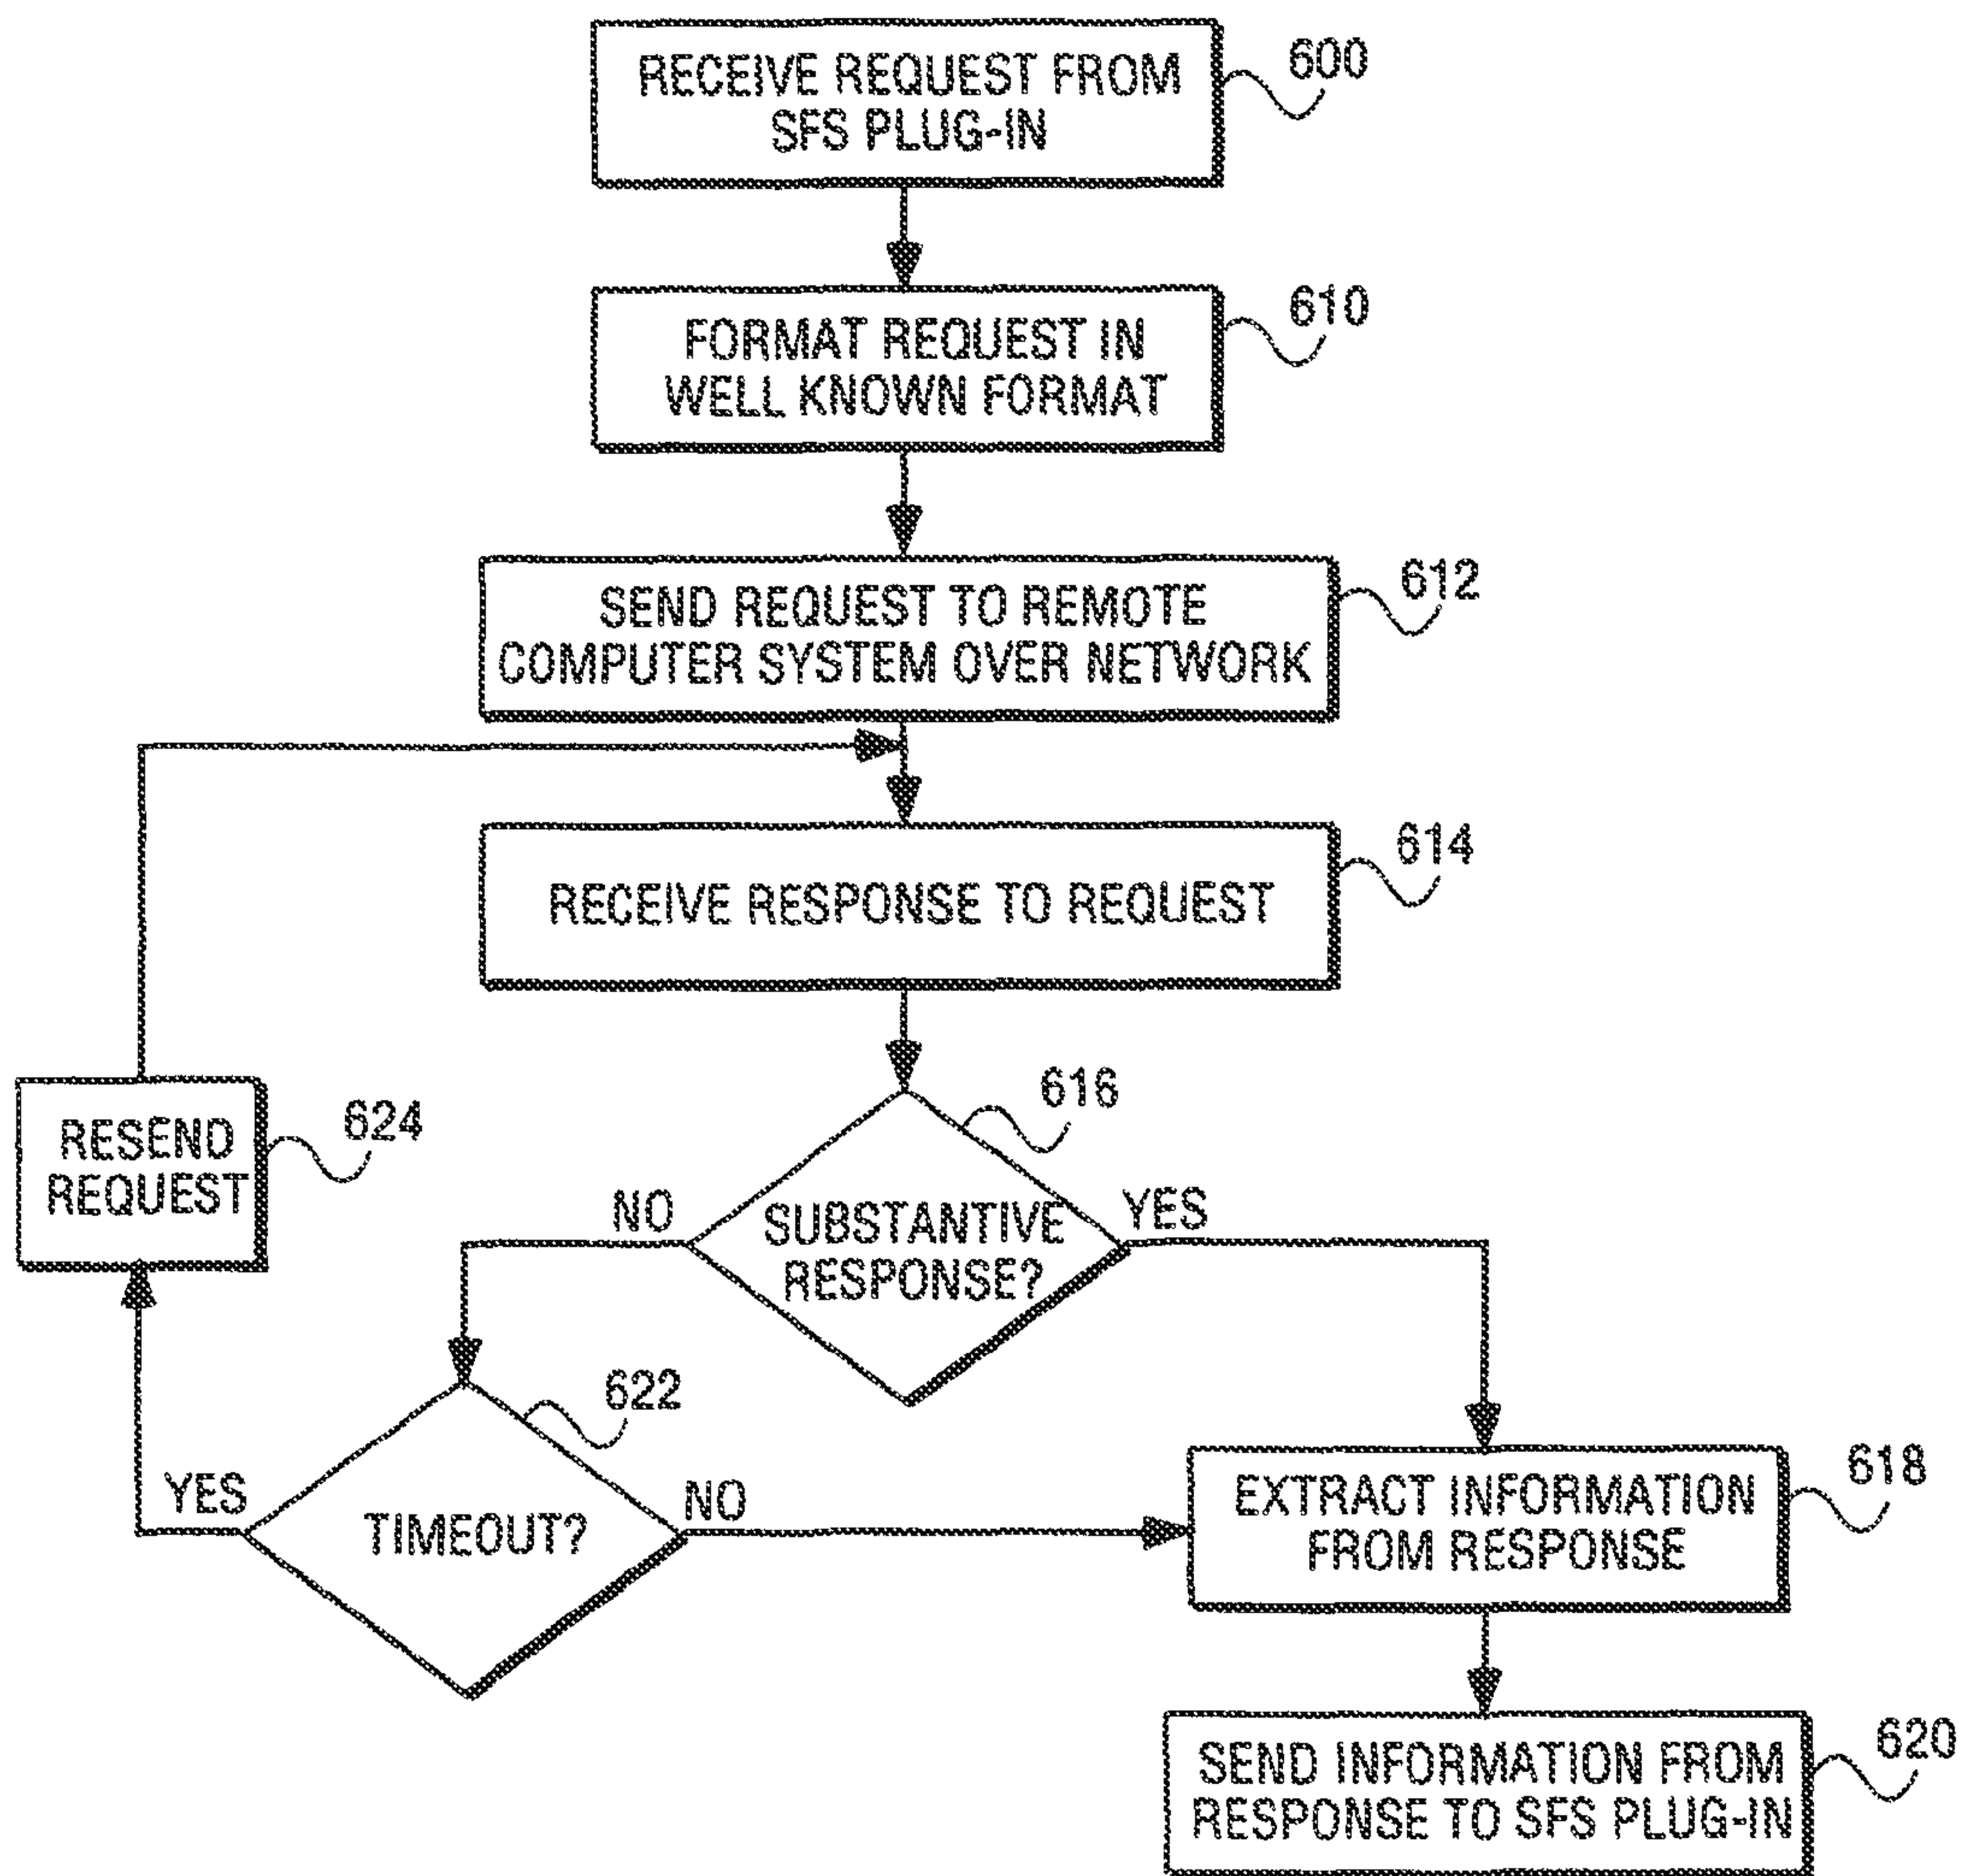 RECEIVE REQUEST FROM
SFS PLUG-IN
600
FORMAT REQUEST IN
WELL KNOWN FORMAT
610
SEND REQUEST TO REMOTE
COMPUTER SYSTEM OVER NETWORK
612
RECEIVE RESPONSE TO REQUEST
614
616
SUBSTANTIVE
RESPONSE?
NO
YES
RESEND
REQUEST
624
622
TIMEOUT?
YES
NO
EXTRACT INFORMATION
FROM RESPONSE
618
SEND INFORMATION FROM
RESPONSE TO SFS PLUG-IN
620